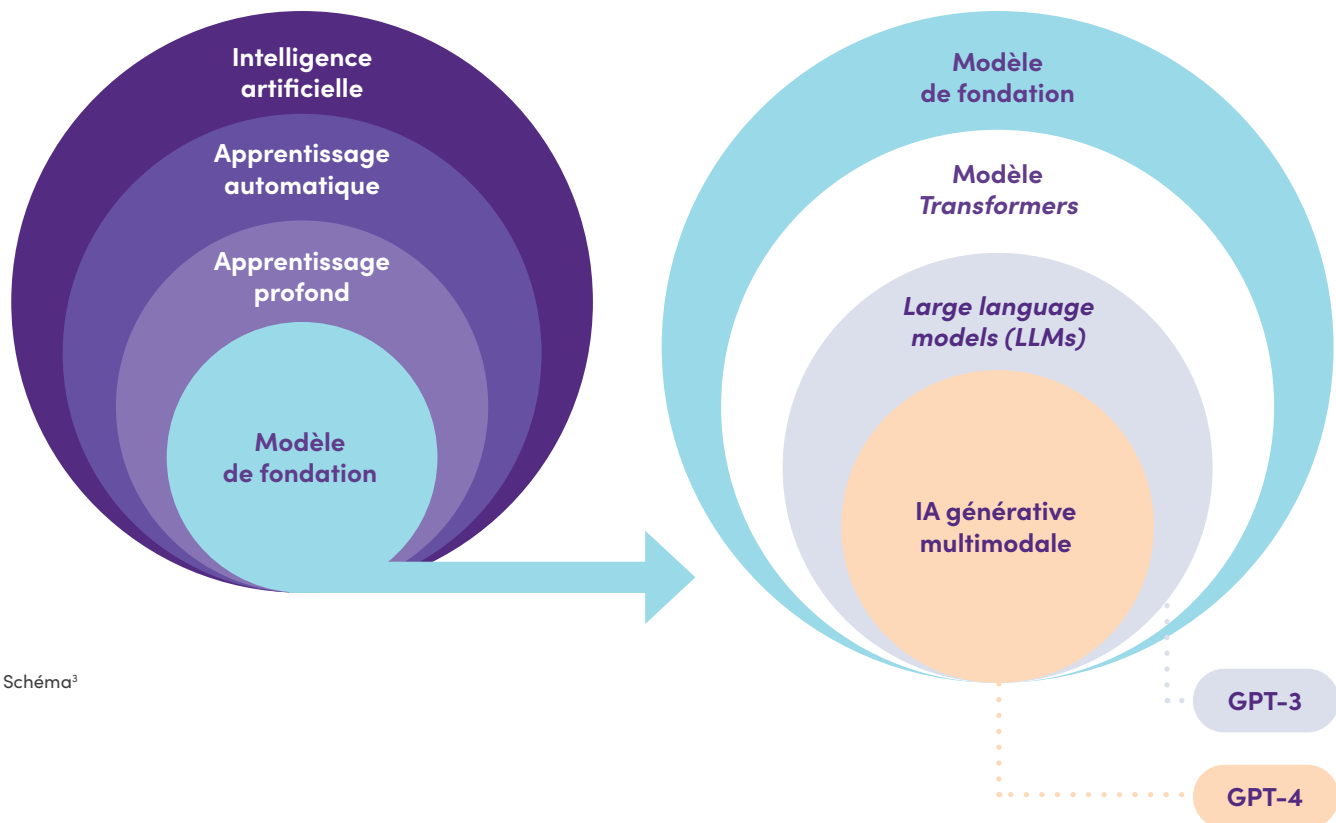 Intelligence
artificielle
Apprentissage
automatique
Apprentissage
profond
Modèle
de fondation
Modèle
de fondation
Modèle
Transformers
Large language
models (LLMs)
IA générative
multimodale
Schéma³
GPT-3
GPT-4